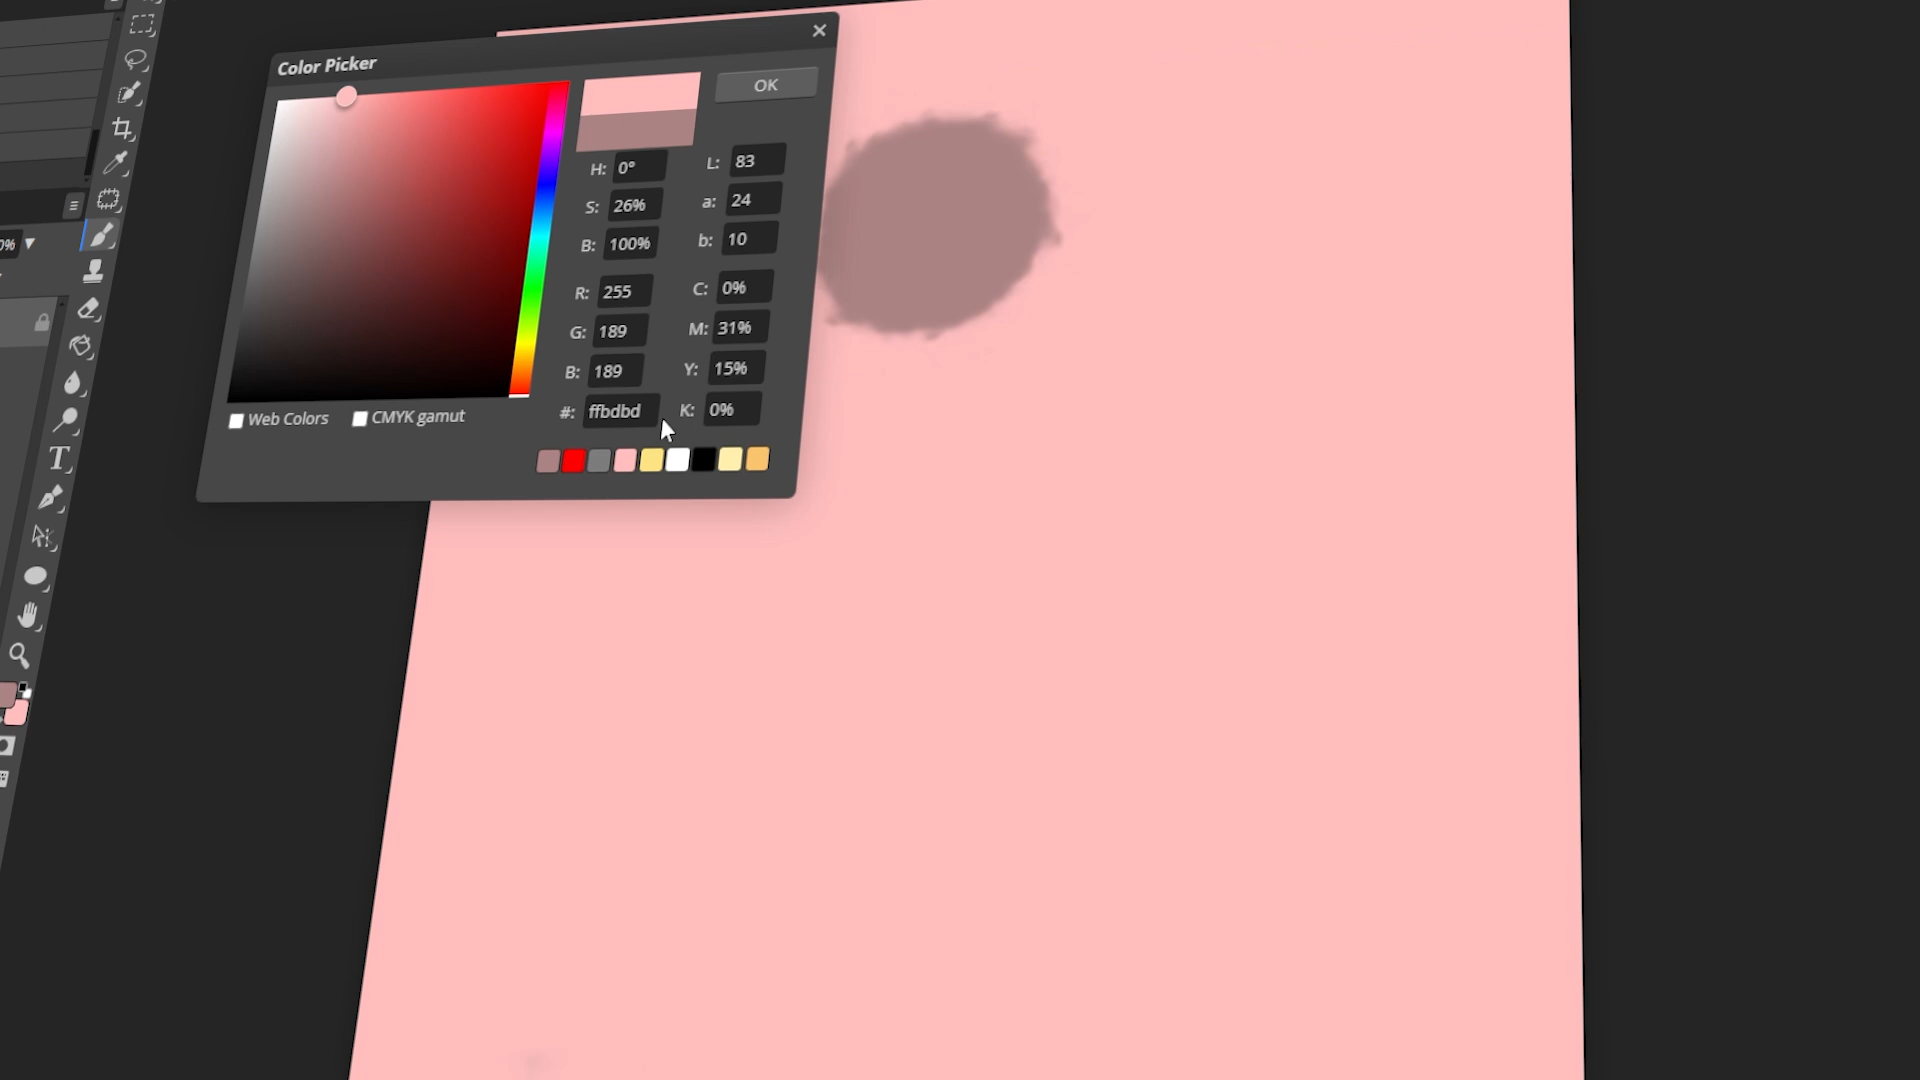 Color Picker
OK
H: 0° L: 83
S: 26% a: 24
B: 100% b: 10
R: 255 C: 0%
G: 189 M: 31%
B: 189 Y: 15%
#: ffbdbd K: 0%
Web Colors CMYK gamut
0%
T